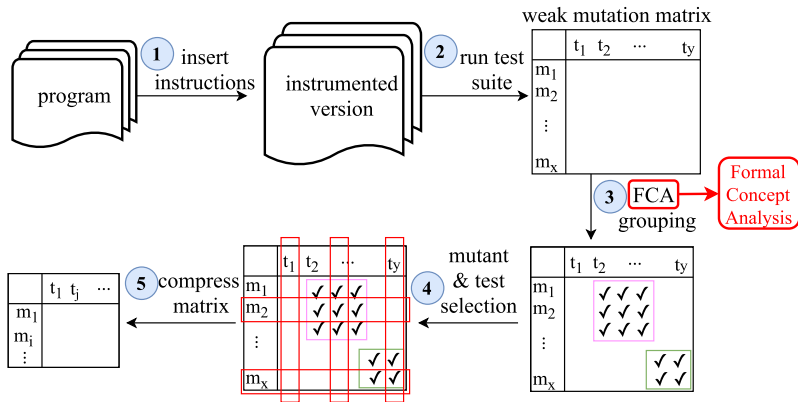 weak mutation matrix
1 insert
instructions
2 run test
suite
program
instrumented
version
t1 t2 ... ty
m1
m2
⋮
mx
3 FCA
grouping
Formal
Concept
Analysis
t1 t2 ... ty
m1 ✓ ✓ ✓
m2 ✓ ✓ ✓
✓ ✓ ✓
⋮
✓ ✓
mx ✓ ✓
4 mutant
& test
selection
t1 t2 ... ty
m1 ✓ ✓ ✓
m2 ✓ ✓ ✓
✓ ✓ ✓
⋮
✓ ✓
mx ✓ ✓
5 compress
matrix
t1 tj ...
m1
mi
⋮